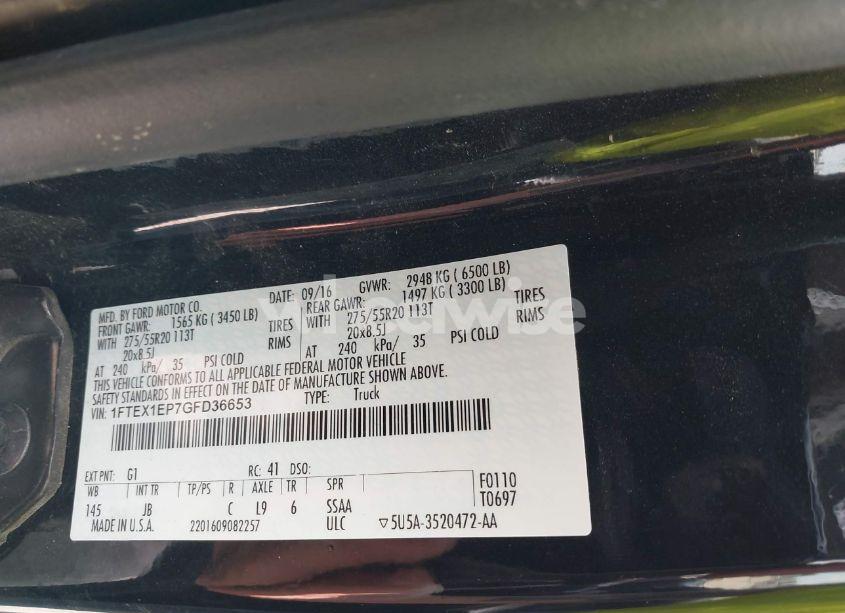 MFD. BY FORD MOTOR CO.
DATE: 09/16 GVWR: 2948 KG ( 6500 LB)
FRONT GAWR: 1565 KG ( 3450 LB)
REAR GAWR: 1497 KG ( 3300 LB)
WITH 275/55R20 113T TIRES
WITH 275/55R20 113T TIRES
20x8.5J RIMS
20x8.5J RIMS
AT 240 kPa/ 35 PSI COLD
AT 240 kPa/ 35 PSI COLD
THIS VEHICLE CONFORMS TO ALL APPLICABLE FEDERAL MOTOR VEHICLE
SAFETY STANDARDS IN EFFECT ON THE DATE OF MANUFACTURE SHOWN ABOVE.
VIN: 1FTEX1EP7GFD36653 TYPE: Truck
EXT PNT: G1 RC: 41 DSO:
WB INT TR TP/PS R AXLE TR SPR
145 JB C L9 6 SSAA
F0110
T0697
MADE IN U.S.A. 2201609082257 ULC ▽5U5A-3520472-AA